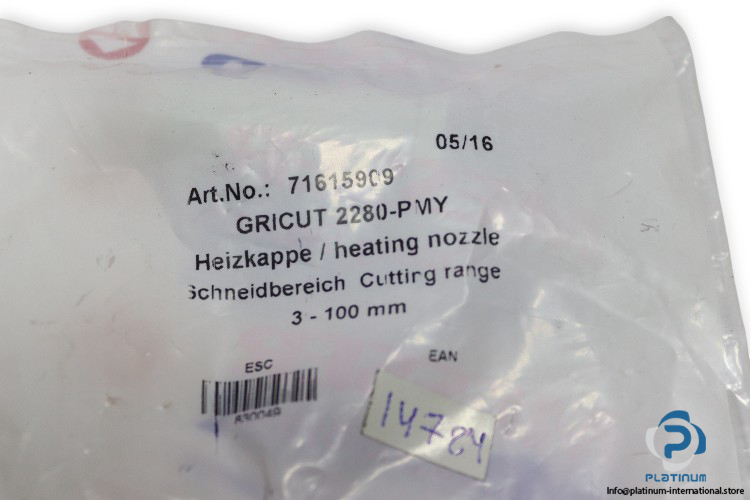 05/16
Art.No.: 71615909
GRICUT 2280-PMY
Heizkappe / heating nozzle
Schneidbereich Cutting range
3 - 100 mm
ESC
EAN
830049
14784
PLATINUM
Info@platinum-international.store